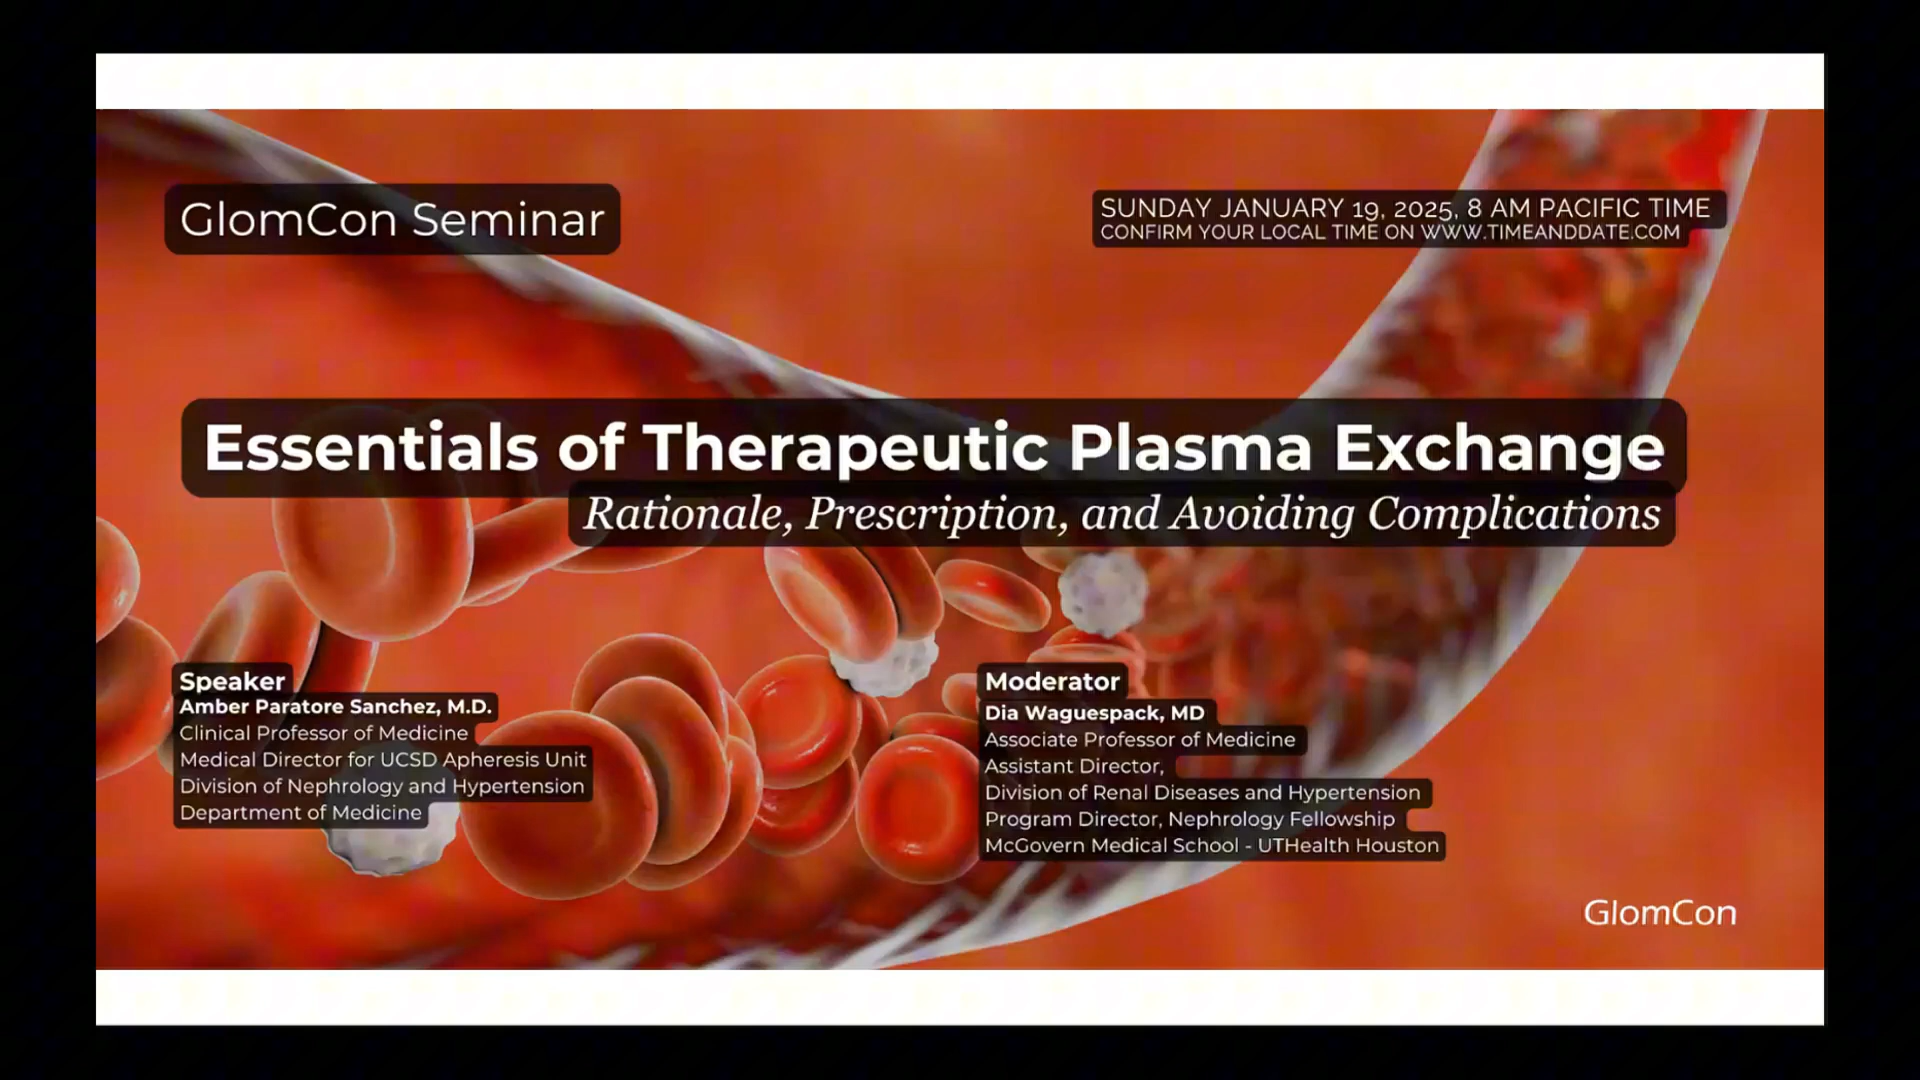 GlomCon Seminar
SUNDAY JANUARY 19, 2025, 8 AM PACIFIC TIME
CONFIRM YOUR LOCAL TIME ON WWW.TIMEANDDATE.COM
Essentials of Therapeutic Plasma Exchange
Rationale, Prescription, and Avoiding Complications
Speaker
Amber Paratore Sanchez, M.D.
Clinical Professor of Medicine
Medical Director for UCSD Apheresis Unit
Division of Nephrology and Hypertension
Department of Medicine
Moderator
Dia Waguespack, MD
Associate Professor of Medicine
Assistant Director,
Division of Renal Diseases and Hypertension
Program Director, Nephrology Fellowship
McGovern Medical School - UTHealth Houston
GlomCon